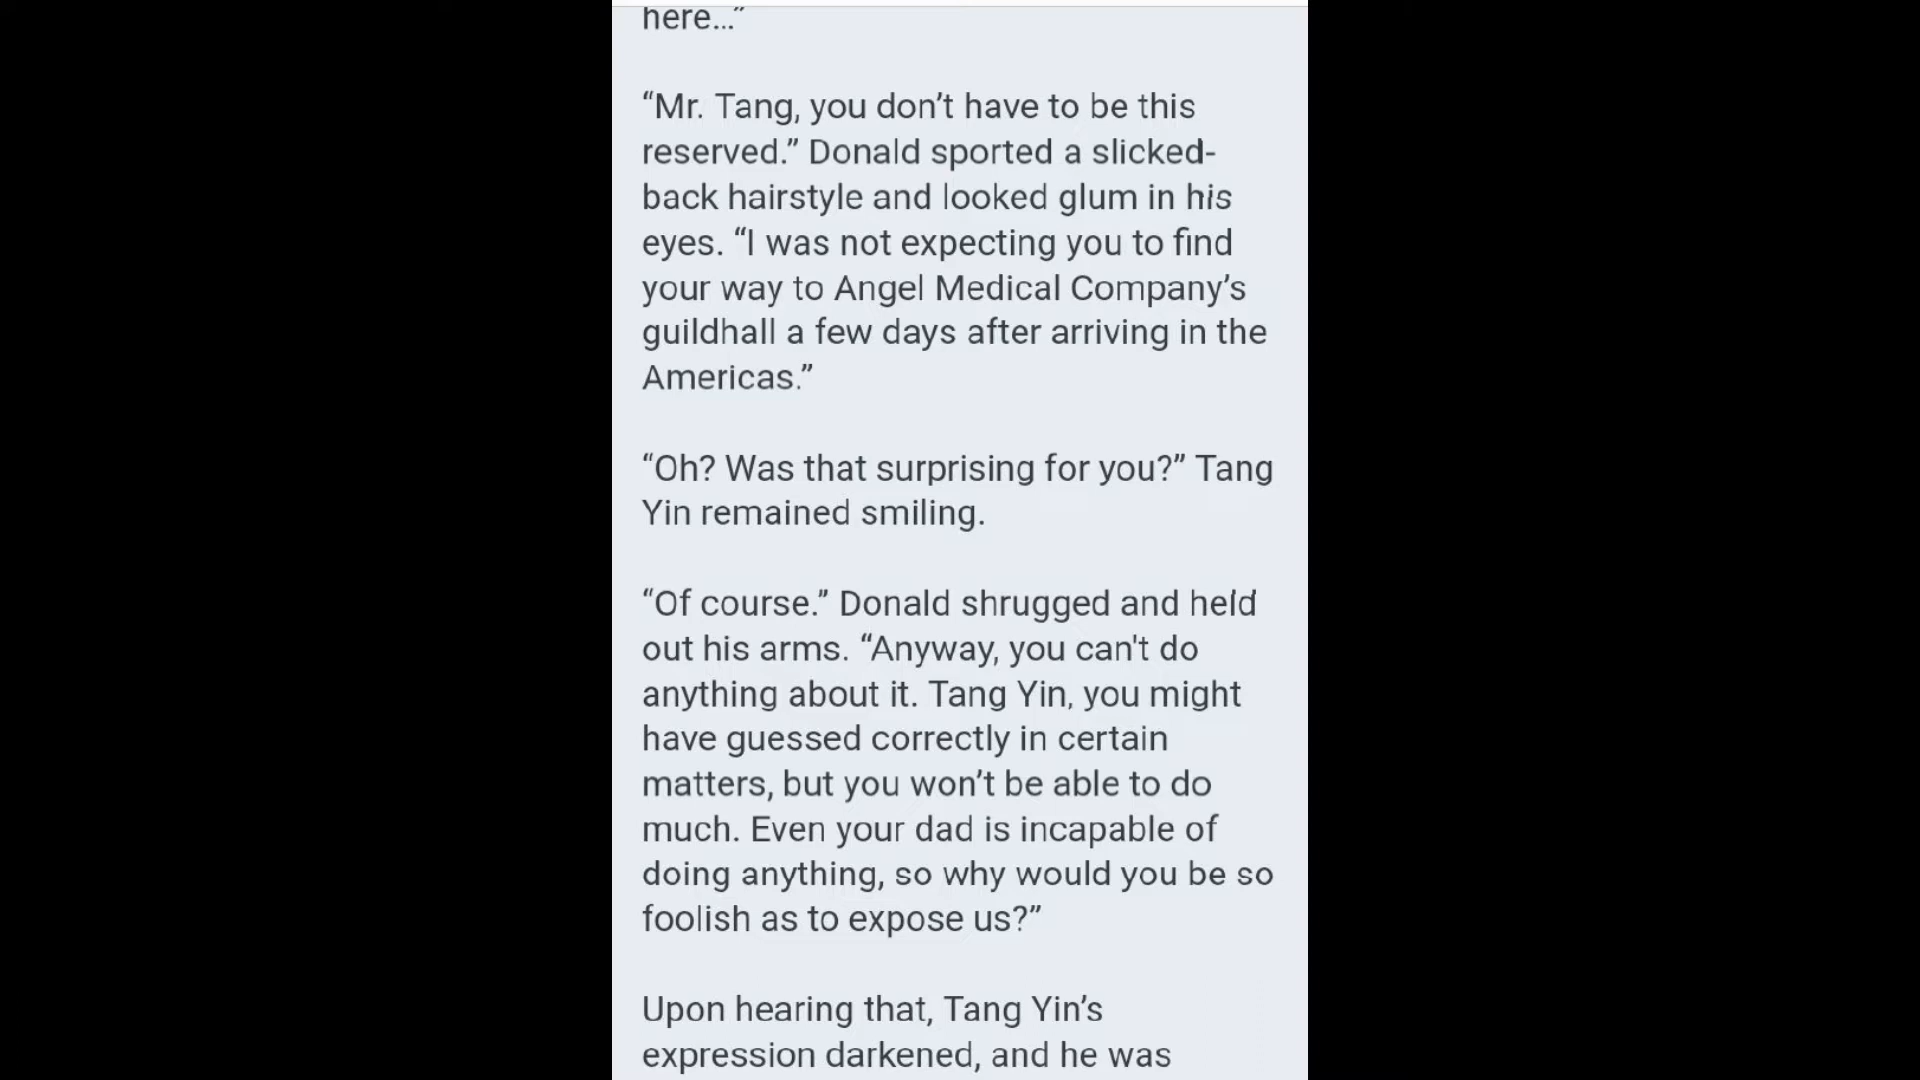 here…”
“Mr. Tang, you don’t have to be this
reserved.” Donald sported a slicked-
back hairstyle and looked glum in his
eyes. “I was not expecting you to find
your way to Angel Medical Company’s
guildhall a few days after arriving in the
Americas.”
“Oh? Was that surprising for you?” Tang
Yin remained smiling.
“Of course.” Donald shrugged and held
out his arms. “Anyway, you can't do
anything about it. Tang Yin, you might
have guessed correctly in certain
matters, but you won’t be able to do
much. Even your dad is incapable of
doing anything, so why would you be so
foolish as to expose us?”
Upon hearing that, Tang Yin’s
expression darkened, and he was